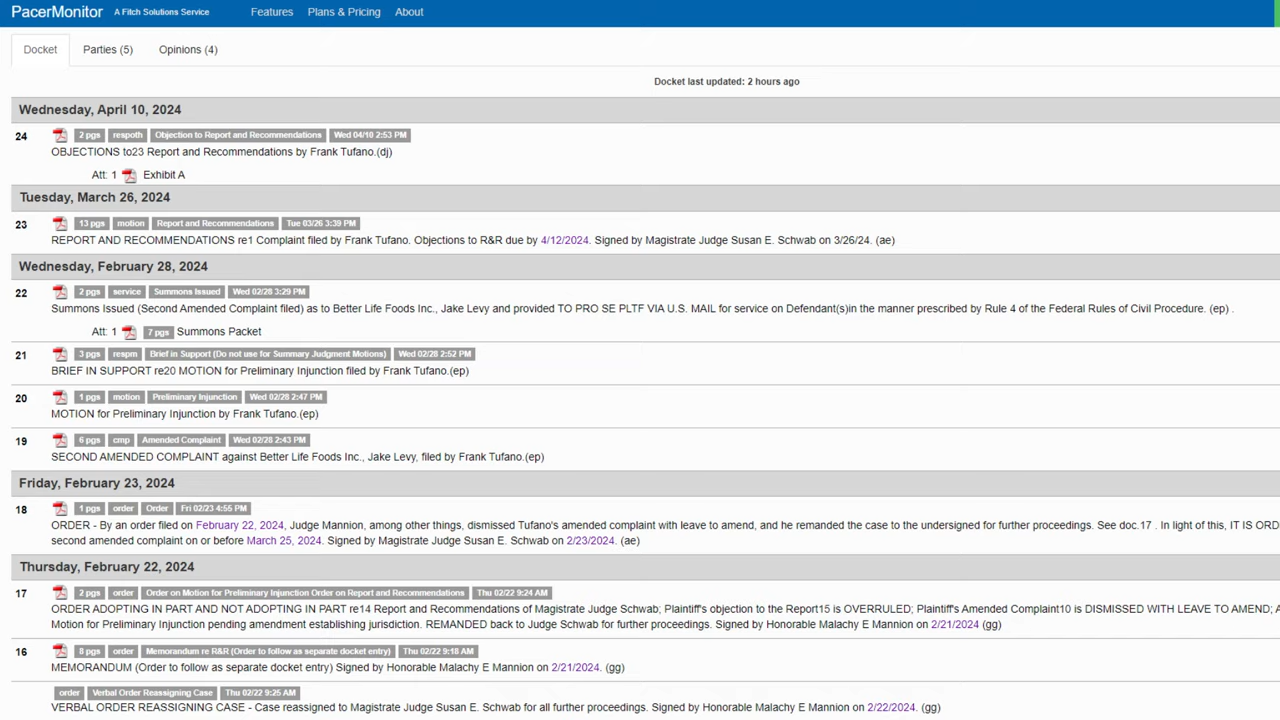 PacerMonitor A Fitch Solutions Service Features Plans & Pricing About
Docket Parties (5) Opinions (4)
Docket last updated: 2 hours ago
Wednesday, April 10, 2024
24 2 pgs respoth Objection to Report and Recommendations Wed 04/10 2:53 PM
OBJECTIONS to23 Report and Recommendations by Frank Tufano.(dj)
Att: 1 Exhibit A
Tuesday, March 26, 2024
23 13 pgs motion Report and Recommendations Tue 03/26 3:39 PM
REPORT AND RECOMMENDATIONS re1 Complaint filed by Frank Tufano. Objections to R&R due by 4/12/2024. Signed by Magistrate Judge Susan E. Schwab on 3/26/24. (ae)
Wednesday, February 28, 2024
22 2 pgs service Summons Issued Wed 02/28 3:29 PM
Summons Issued (Second Amended Complaint filed) as to Better Life Foods Inc., Jake Levy and provided TO PRO SE PLTF VIA U.S. MAIL for service on Defendant(s)in the manner prescribed by Rule 4 of the Federal Rules of Civil Procedure. (ep) .
Att: 1 7 pgs Summons Packet
21 3 pgs respm Brief in Support (Do not use for Summary Judgment Motions) Wed 02/28 2:52 PM
BRIEF IN SUPPORT re20 MOTION for Preliminary Injunction filed by Frank Tufano.(ep)
20 1 pgs motion Preliminary Injunction Wed 02/28 2:47 PM
MOTION for Preliminary Injunction by Frank Tufano.(ep)
19 6 pgs cmp Amended Complaint Wed 02/28 2:43 PM
SECOND AMENDED COMPLAINT against Better Life Foods Inc., Jake Levy, filed by Frank Tufano.(ep)
Friday, February 23, 2024
18 1 pgs order Order Fri 02/23 4:55 PM
ORDER - By an order filed on February 22, 2024, Judge Mannion, among other things, dismissed Tufano's amended complaint with leave to amend, and he remanded the case to the undersigned for further proceedings. See doc.17 . In light of this, IT IS ORD
second amended complaint on or before March 25, 2024. Signed by Magistrate Judge Susan E. Schwab on 2/23/2024. (ae)
Thursday, February 22, 2024
17 2 pgs order Order on Motion for Preliminary Injunction Order on Report and Recommendations Thu 02/22 9:24 AM
ORDER ADOPTING IN PART AND NOT ADOPTING IN PART re14 Report and Recommendations of Magistrate Judge Schwab; Plaintiff's objection to the Report15 is OVERRULED; Plaintiff's Amended Complaint10 is DISMISSED WITH LEAVE TO AMEND; A
Motion for Preliminary Injunction pending amendment establishing jurisdiction. REMANDED back to Judge Schwab for further proceedings. Signed by Honorable Malachy E Mannion on 2/21/2024 (gg)
16 8 pgs order Memorandum re R&R (Order to follow as separate docket entry) Thu 02/22 9:18 AM
MEMORANDUM (Order to follow as separate docket entry) Signed by Honorable Malachy E Mannion on 2/21/2024. (gg)
order Verbal Order Reassigning Case Thu 02/22 9:25 AM
VERBAL ORDER REASSIGNING CASE - Case reassigned to Magistrate Judge Susan E. Schwab for all further proceedings. Signed by Honorable Malachy E Mannion on 2/22/2024. (gg)